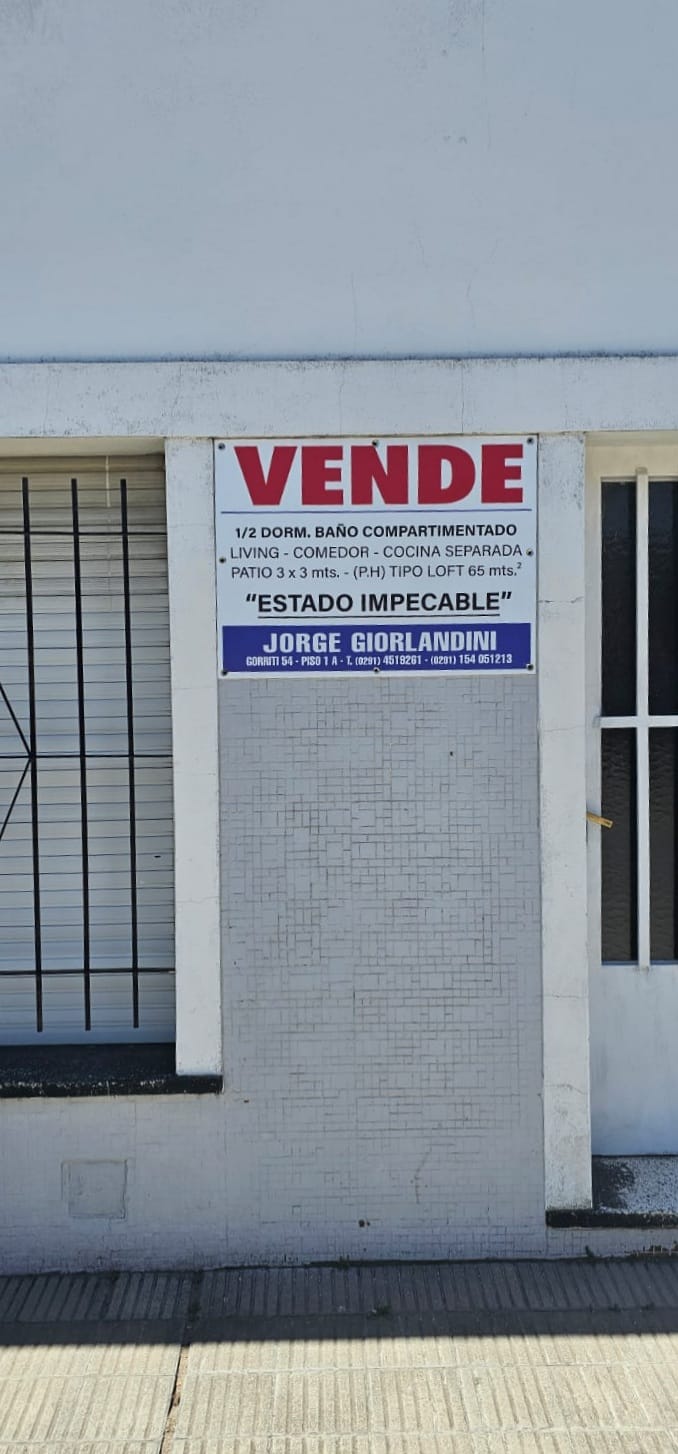 VENDE
1/2 DORM. BAÑO COMPARTIMENTADO
LIVING - COMEDOR - COCINA SEPARADA
PATIO 3 x 3 mts. - (P.H) TIPO LOFT 65 mts.²
“ESTADO IMPECABLE”
JORGE GIORLANDINI
GORRITI 54 - PISO 1 A - T. (0291) 4519261 - (0291) 154 051213